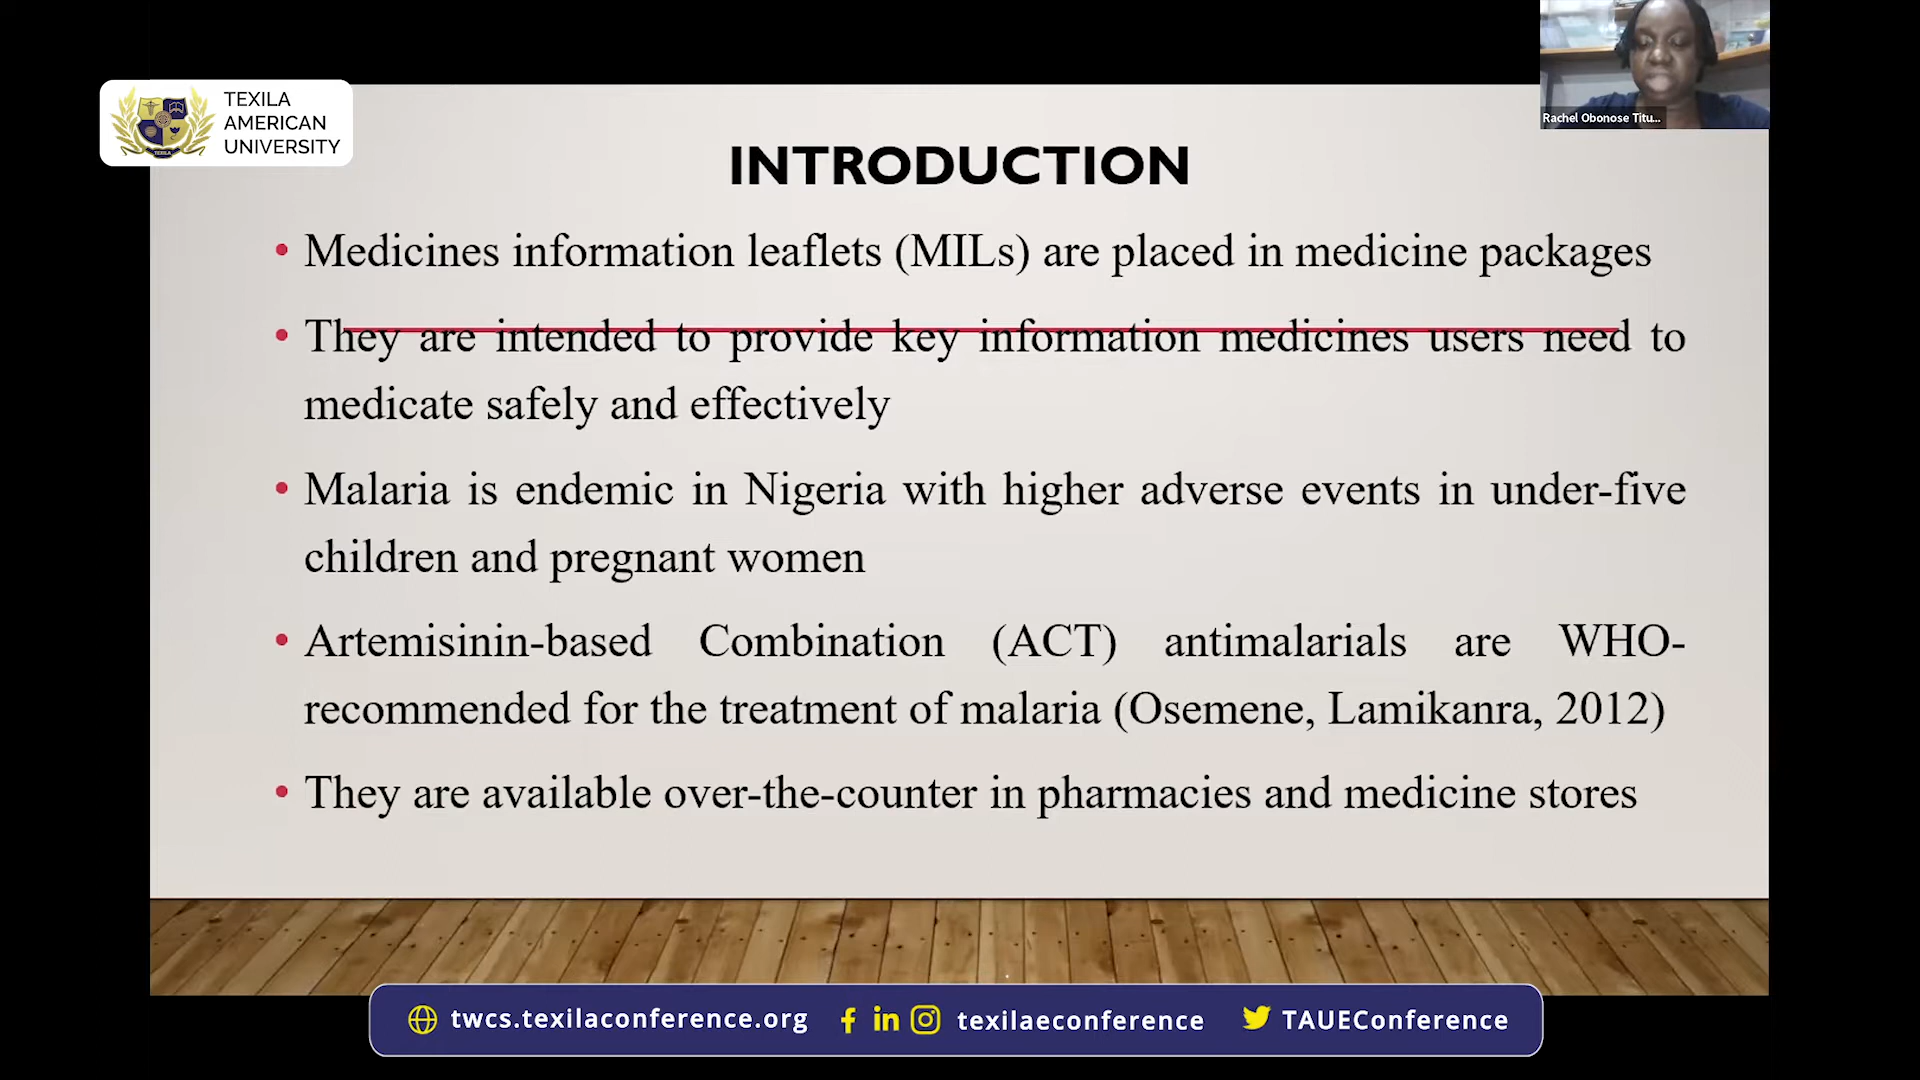 TEXILA
AMERICAN
UNIVERSITY
Rachel Obonose Titu...
INTRODUCTION
• Medicines information leaflets (MILs) are placed in medicine packages
• They are intended to provide key information medicines users need to
medicate safely and effectively
• Malaria is endemic in Nigeria with higher adverse events in under-five
children and pregnant women
• Artemisinin-based Combination (ACT) antimalarials are WHO-
recommended for the treatment of malaria (Osemene, Lamikanra, 2012)
• They are available over-the-counter in pharmacies and medicine stores
twcs.texilaconference.org texilaeconference TAUEConference